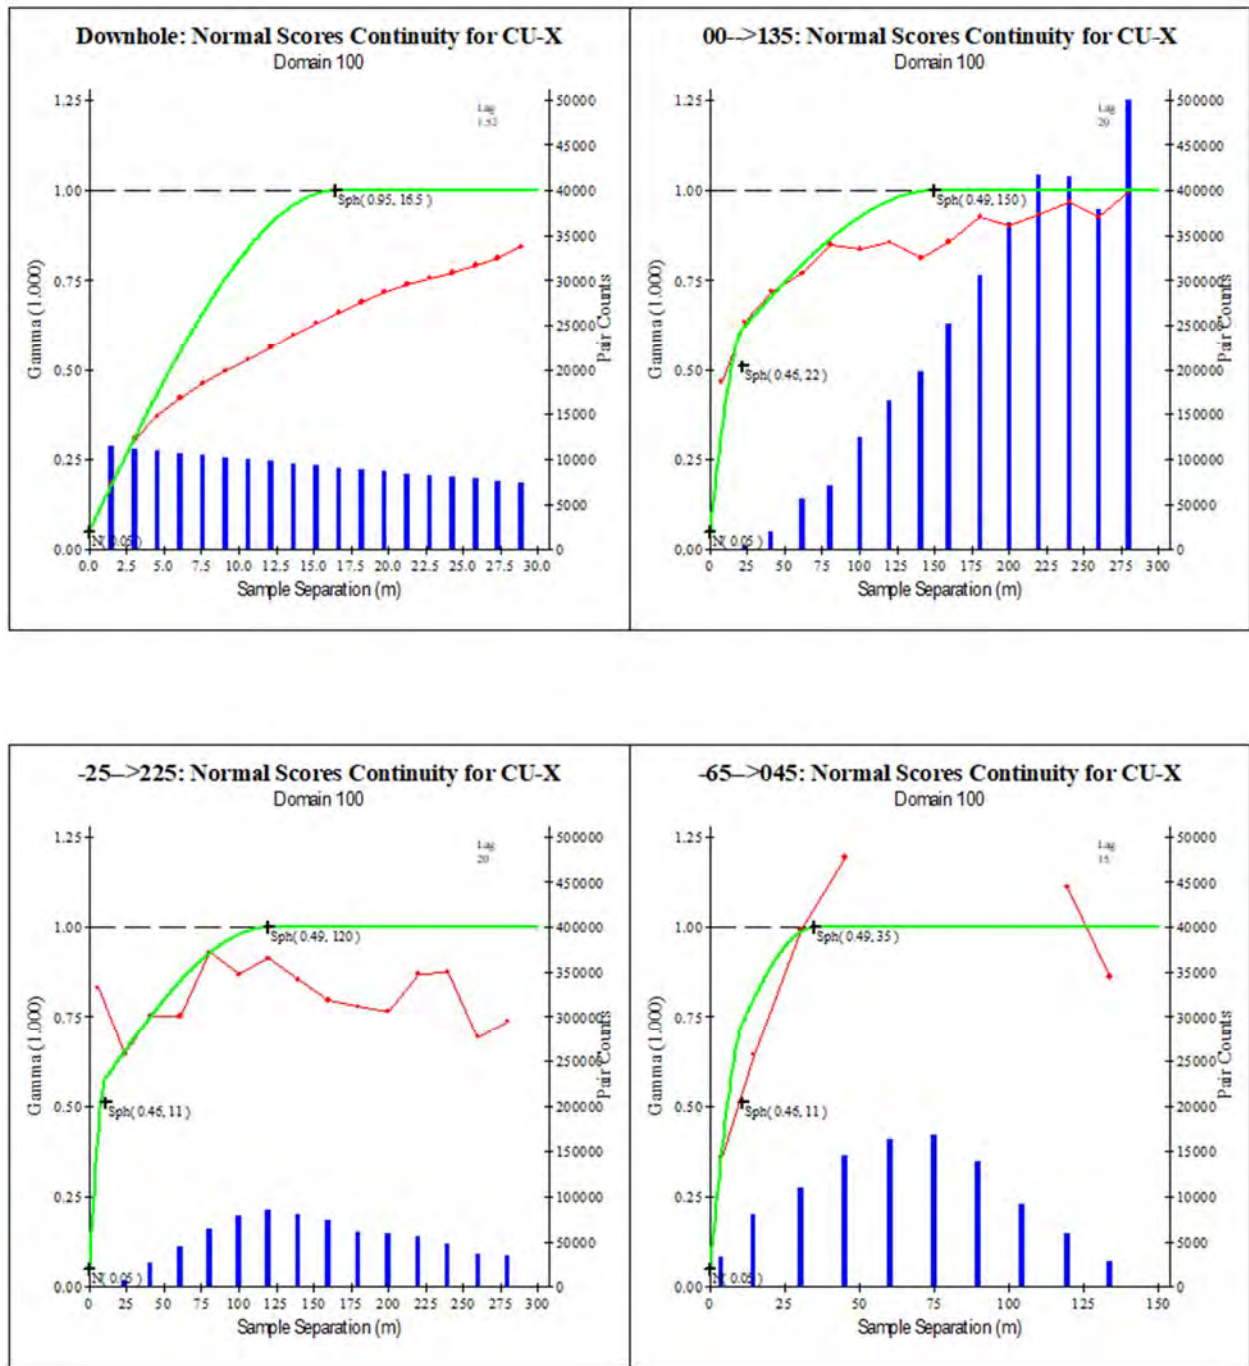 Downhole: Normal Scores Continuity for CU-X
Domain 100
1.25
1.00
0.75
0.50
0.25
0.00
Gamma (1.000)
50000
45000
40000
35000
30000
25000
20000
15000
10000
5000
0
Pair Counts
Lag
1.52
Sph( 0.95, 16.5 )
N( 0.05 )
0.0 2.5 5.0 7.5 10.0 12.5 15.0 17.5 20.0 22.5 25.0 27.5 30.0
Sample Separation (m)
00-->135: Normal Scores Continuity for CU-X
Domain 100
1.25
1.00
0.75
0.50
0.25
0.00
Gamma (1.000)
500000
450000
400000
350000
300000
250000
200000
150000
100000
50000
0
Pair Counts
Lag
20
Sph( 0.49, 150 )
Sph( 0.46, 22 )
N( 0.05 )
0 25 50 75 100 125 150 175 200 225 250 275 300
Sample Separation (m)
-25-->225: Normal Scores Continuity for CU-X
Domain 100
1.25
1.00
0.75
0.50
0.25
0.00
Gamma (1.000)
500000
450000
400000
350000
300000
250000
200000
150000
100000
50000
0
Pair Counts
Lag
20
Sph( 0.49, 120 )
Sph( 0.46, 11 )
N( 0.05 )
0 25 50 75 100 125 150 175 200 225 250 275 300
Sample Separation (m)
-65-->045: Normal Scores Continuity for CU-X
Domain 100
1.25
1.00
0.75
0.50
0.25
0.00
Gamma (1.000)
50000
45000
40000
35000
30000
25000
20000
15000
10000
5000
0
Pair Counts
Lag
15
Sph( 0.49, 35 )
Sph( 0.46, 11 )
N( 0.05 )
0 25 50 75 100 125 150
Sample Separation (m)